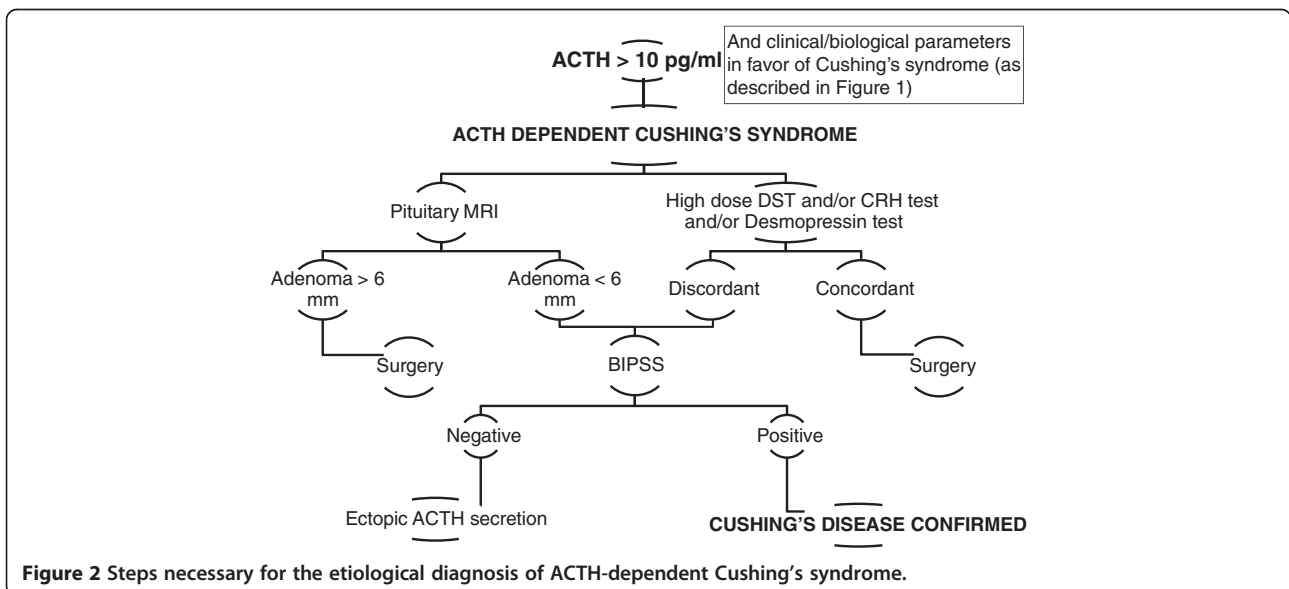 ACTH > 10 pg/ml
And clinical/biological parameters
in favor of Cushing's syndrome (as
described in Figure 1)
ACTH DEPENDENT CUSHING'S SYNDROME
Pituitary MRI
High dose DST and/or CRH test
and/or Desmopressin test
Adenoma > 6
mm
Adenoma < 6
mm
Discordant
Concordant
Surgery
BIPSS
Surgery
Negative
Positive
Ectopic ACTH secretion
CUSHING'S DISEASE CONFIRMED
Figure 2 Steps necessary for the etiological diagnosis of ACTH-dependent Cushing's syndrome.